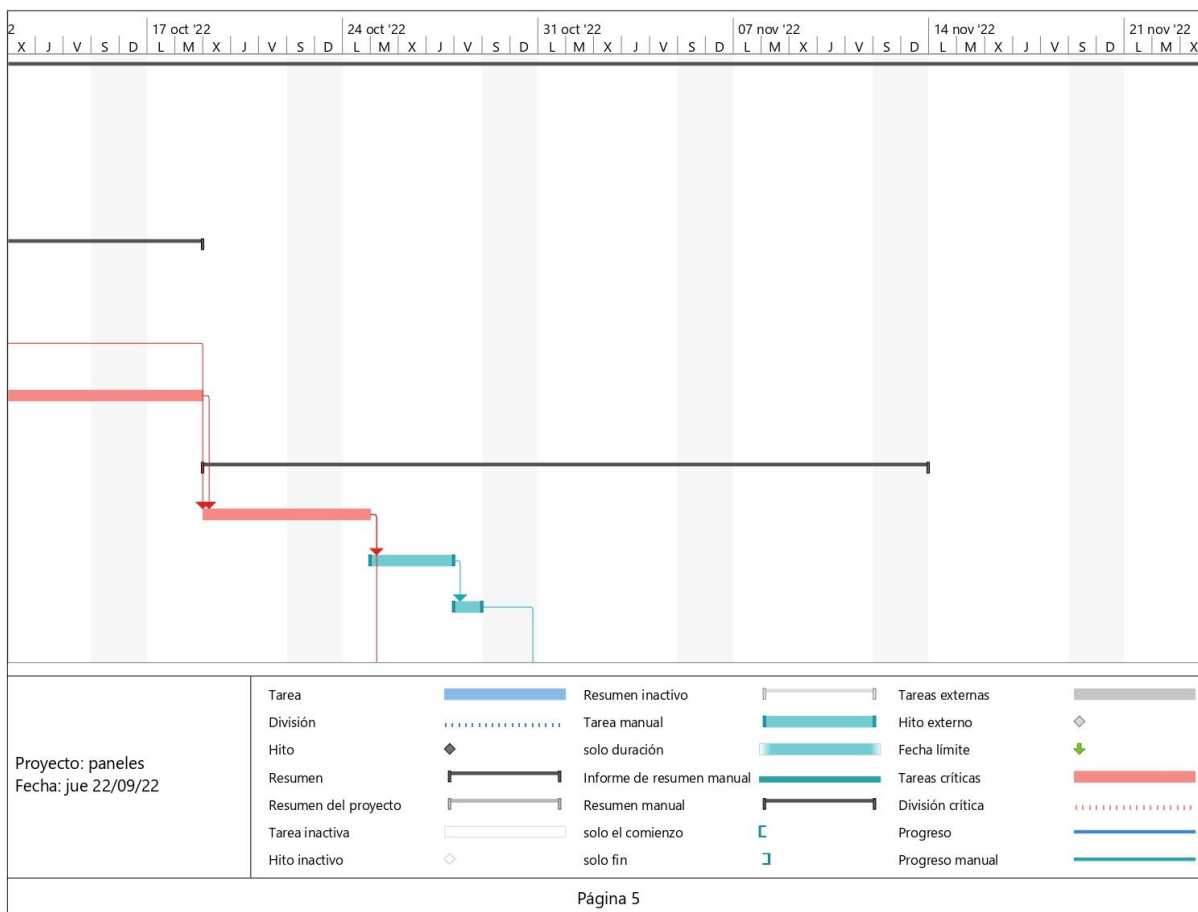 2 17 oct '22 24 oct '22 31 oct '22 07 nov '22 14 nov '22 21 nov '22
X J V S D L M X J V S D L M X J V S D L M X J V S D L M X J V S D L M X J V S D L M X
Proyecto: paneles
Fecha: jue 22/09/22
Tarea
División
Hito
Resumen
Resumen del proyecto
Tarea inactiva
Hito inactivo
Resumen inactivo
Tarea manual
solo duración
Informe de resumen manual
Resumen manual
solo el comienzo
solo fin
Tareas externas
Hito externo
Fecha límite
Tareas críticas
División crítica
Progreso
Progreso manual
Página 5